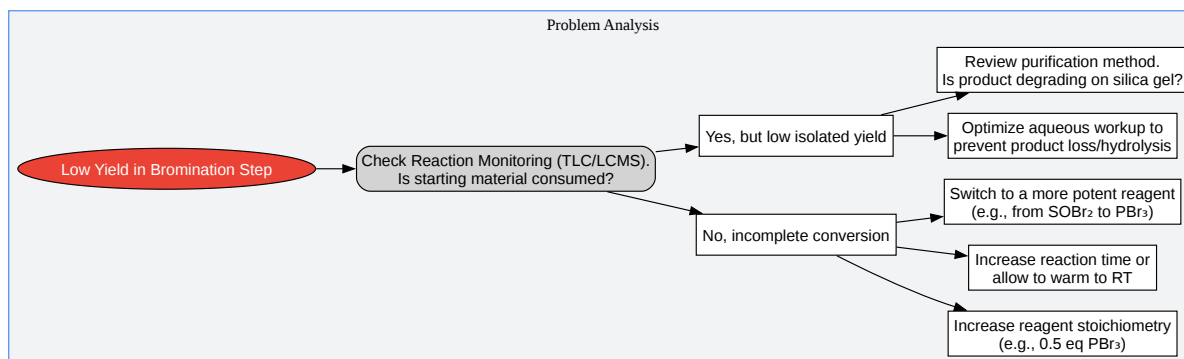 Problem Analysis
Low Yield in Bromination Step
Check Reaction Monitoring (TLC/LCMS).
Is starting material consumed?
Yes, but low isolated yield
Review purification method.
Is product degrading on silica gel?
Optimize aqueous workup to
prevent product loss/hydrolysis
No, incomplete conversion
Switch to a more potent reagent
(e.g., from SOBr₂ to PBr₃)
Increase reaction time or
allow to warm to RT
Increase reagent stoichiometry
(e.g., 0.5 eq PBr₃)